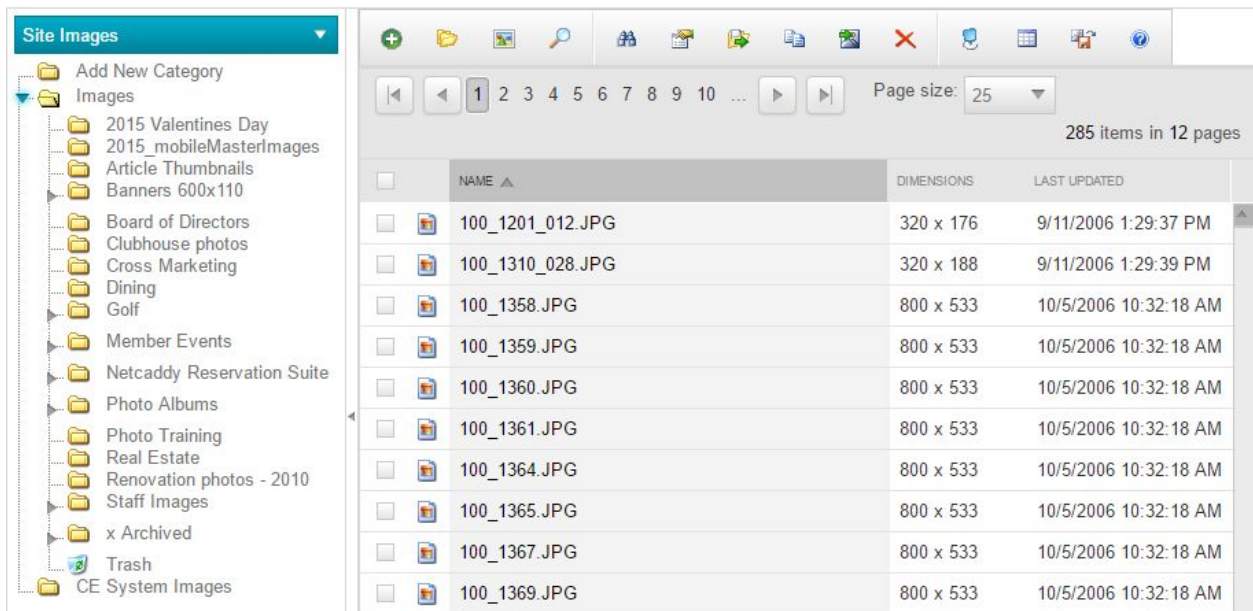 Site Images
Add New Category
Images
2015 Valentines Day
2015_mobileMasterImages
Article Thumbnails
Banners 600x110
Board of Directors
Clubhouse photos
Cross Marketing
Dining
Golf
Member Events
Netcaddy Reservation Suite
Photo Albums
Photo Training
Real Estate
Renovation photos - 2010
Staff Images
x Archived
Trash
CE System Images
1 2 3 4 5 6 7 8 9 10 ... Page size: 25
285 items in 12 pages
NAME DIMENSIONS LAST UPDATED
100_1201_012.JPG 320 x 176 9/11/2006 1:29:37 PM
100_1310_028.JPG 320 x 188 9/11/2006 1:29:39 PM
100_1358.JPG 800 x 533 10/5/2006 10:32:18 AM
100_1359.JPG 800 x 533 10/5/2006 10:32:18 AM
100_1360.JPG 800 x 533 10/5/2006 10:32:18 AM
100_1361.JPG 800 x 533 10/5/2006 10:32:18 AM
100_1364.JPG 800 x 533 10/5/2006 10:32:18 AM
100_1365.JPG 800 x 533 10/5/2006 10:32:18 AM
100_1367.JPG 800 x 533 10/5/2006 10:32:18 AM
100_1369.JPG 800 x 533 10/5/2006 10:32:18 AM